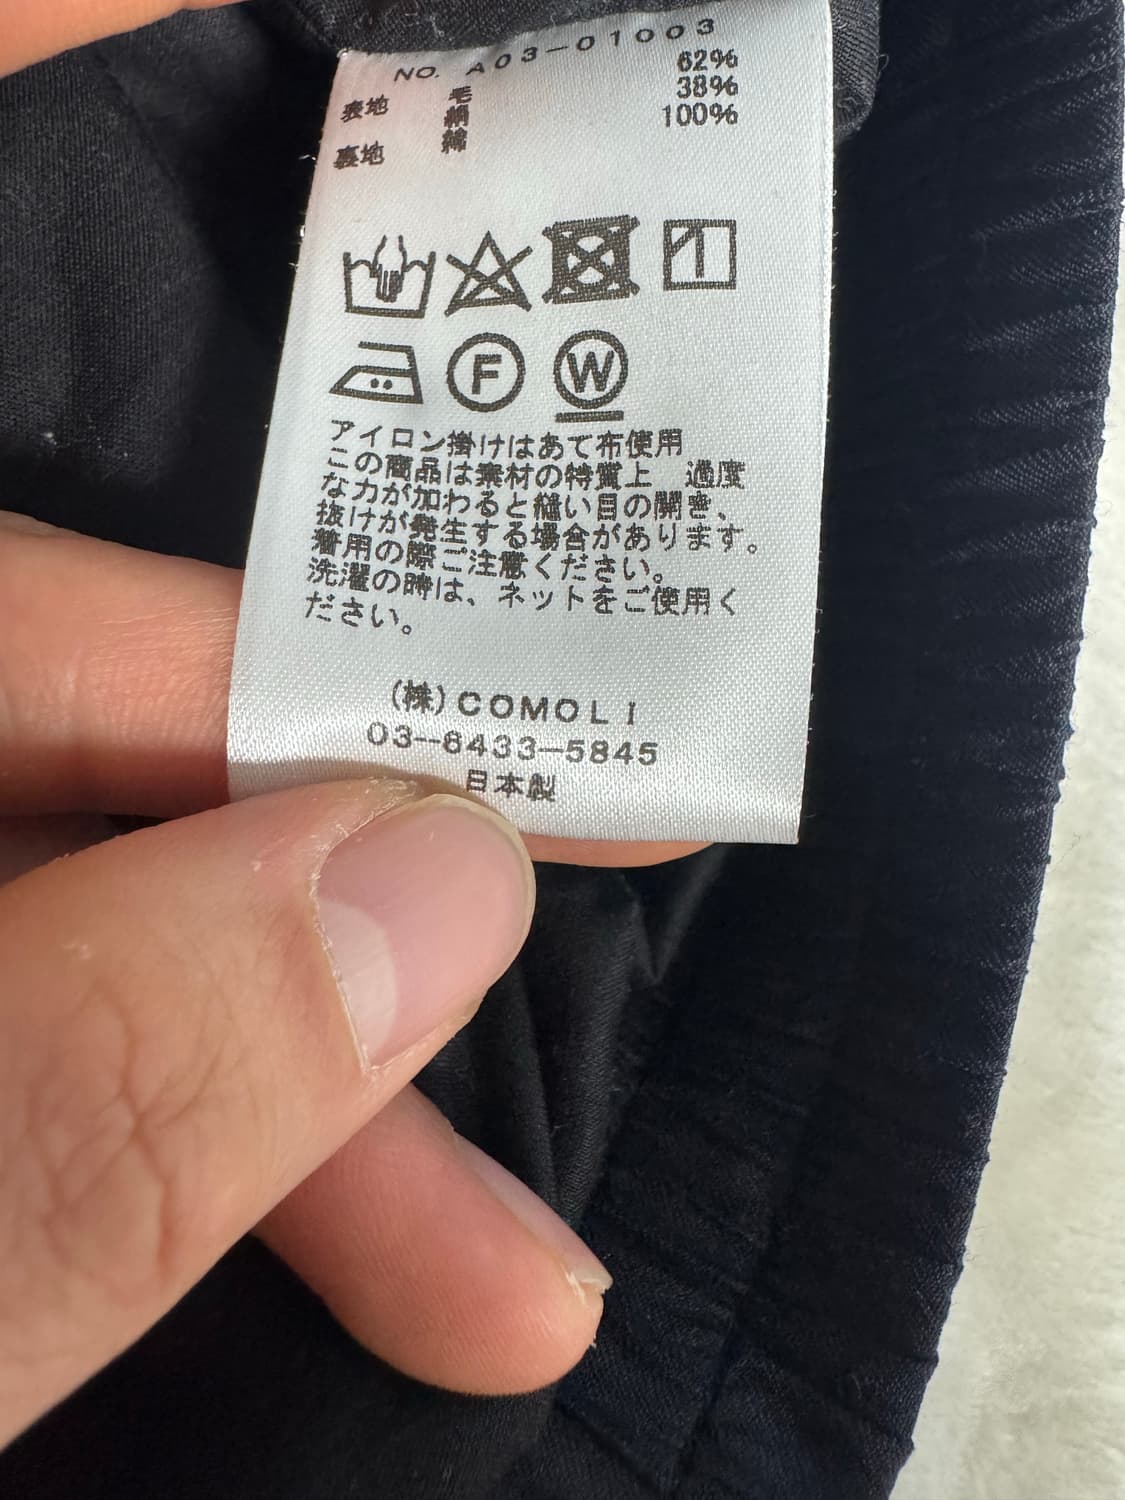 NO. A03-01003
表地 毛 62%
絹 38%
裏地 綿 100%
F W
アイロン掛けはあて布使用
この商品は素材の特質上 過度
な力が加わると縫い目の開き、
抜けが発生する場合があります。
着用の際ご注意ください。
洗濯の時は、ネットをご使用く
ださい。
(株)COMOLI
03-6433-5845
日本製